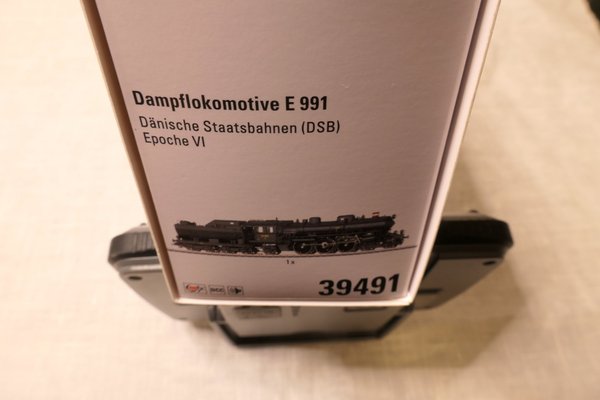 Dampflokomotive E 991
Dänische Staatsbahnen (DSB)
Epoche VI
1x
39491